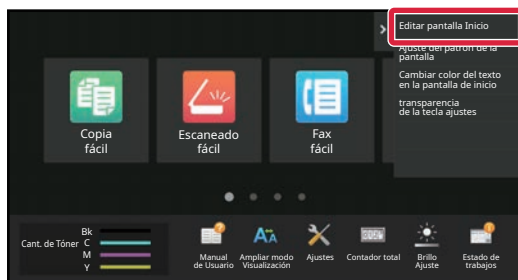 Editar pantalla Inicio
Ajuste del patrón de la
pantalla
Cambiar color del texto
en la pantalla de inicio
transparencia
de la tecla ajustes
Copia
fácil
Escaneado
fácil
Fax
fácil
Cant. de Tóner
Bk
C
M
Y
Manual
de Usuario
Ampliar modo
Visualización
Ajustes
Contador total
Brillo
Ajuste
Estado de
trabajos